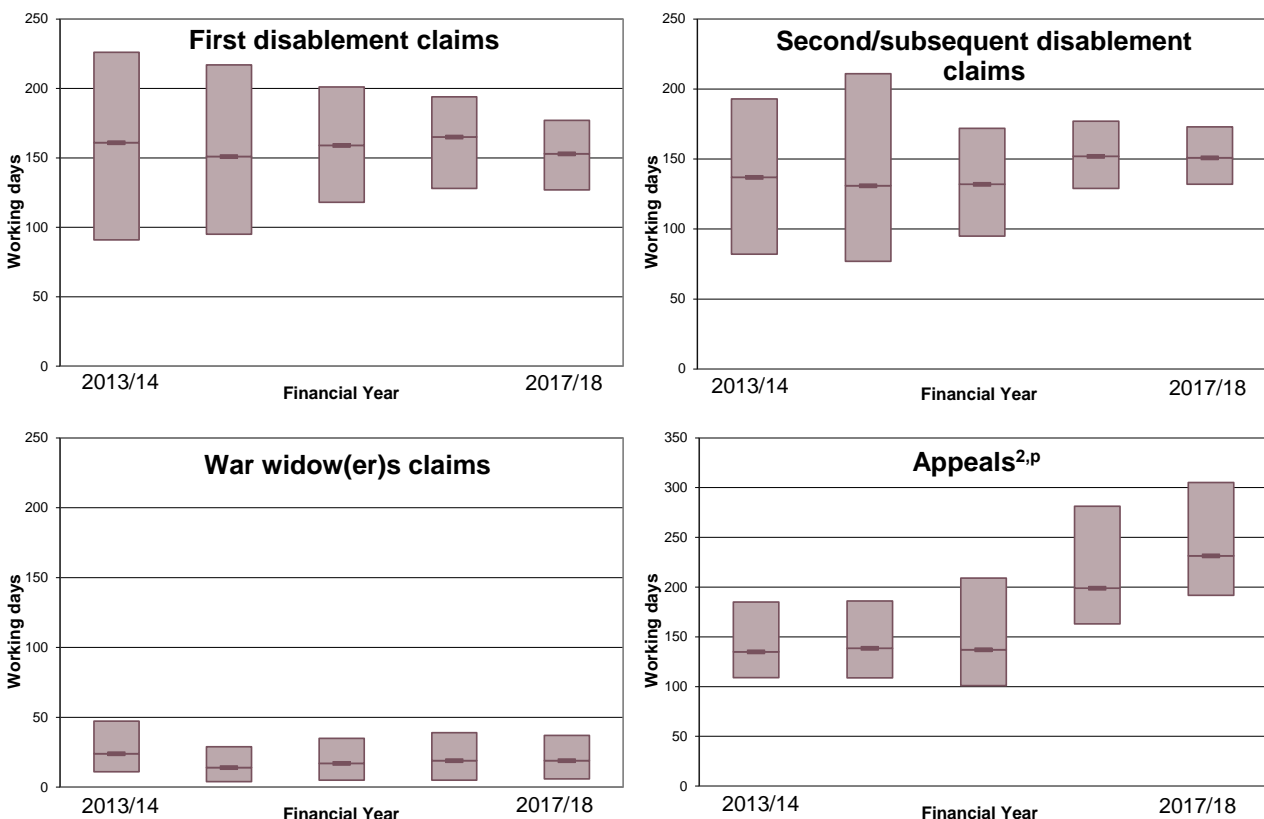 First disablement claims
250
200
150
100
50
0
Working days
2013/14
2017/18
Financial Year
Second/subsequent disablement
claims
250
200
150
100
50
0
Working days
2013/14
2017/18
Financial Year
War widow(er)s claims
250
200
150
100
50
0
Working days
2013/14
2017/18
Financial Year
Appeals2,p
350
300
250
200
150
100
50
0
Working days
2013/14
2017/18
Financial Year